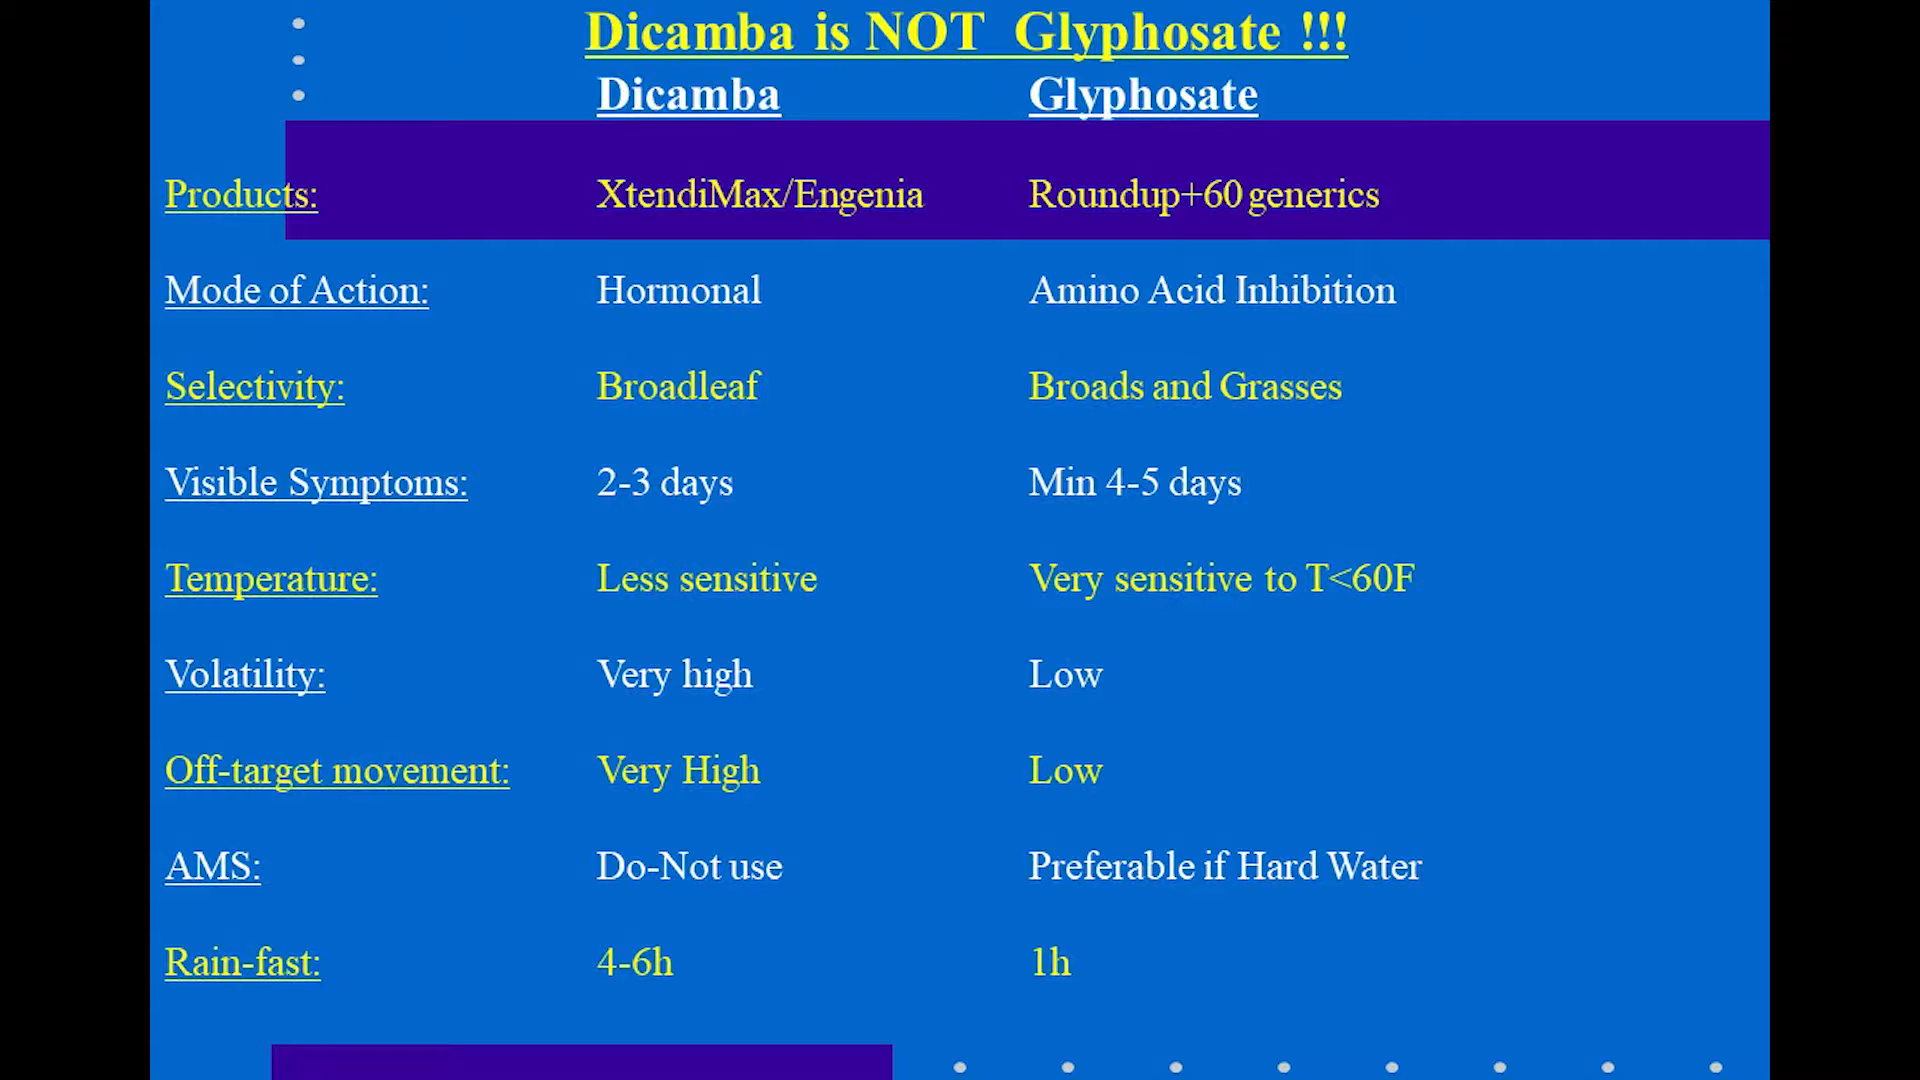 Dicamba is NOT Glyphosate !!!
Dicamba Glyphosate
Products: XtendiMax/Engenia Roundup+60 generics
Mode of Action: Hormonal Amino Acid Inhibition
Selectivity: Broadleaf Broads and Grasses
Visible Symptoms: 2-3 days Min 4-5 days
Temperature: Less sensitive Very sensitive to T<60F
Volatility: Very high Low
Off-target movement: Very High Low
AMS: Do-Not use Preferable if Hard Water
Rain-fast: 4-6h 1h